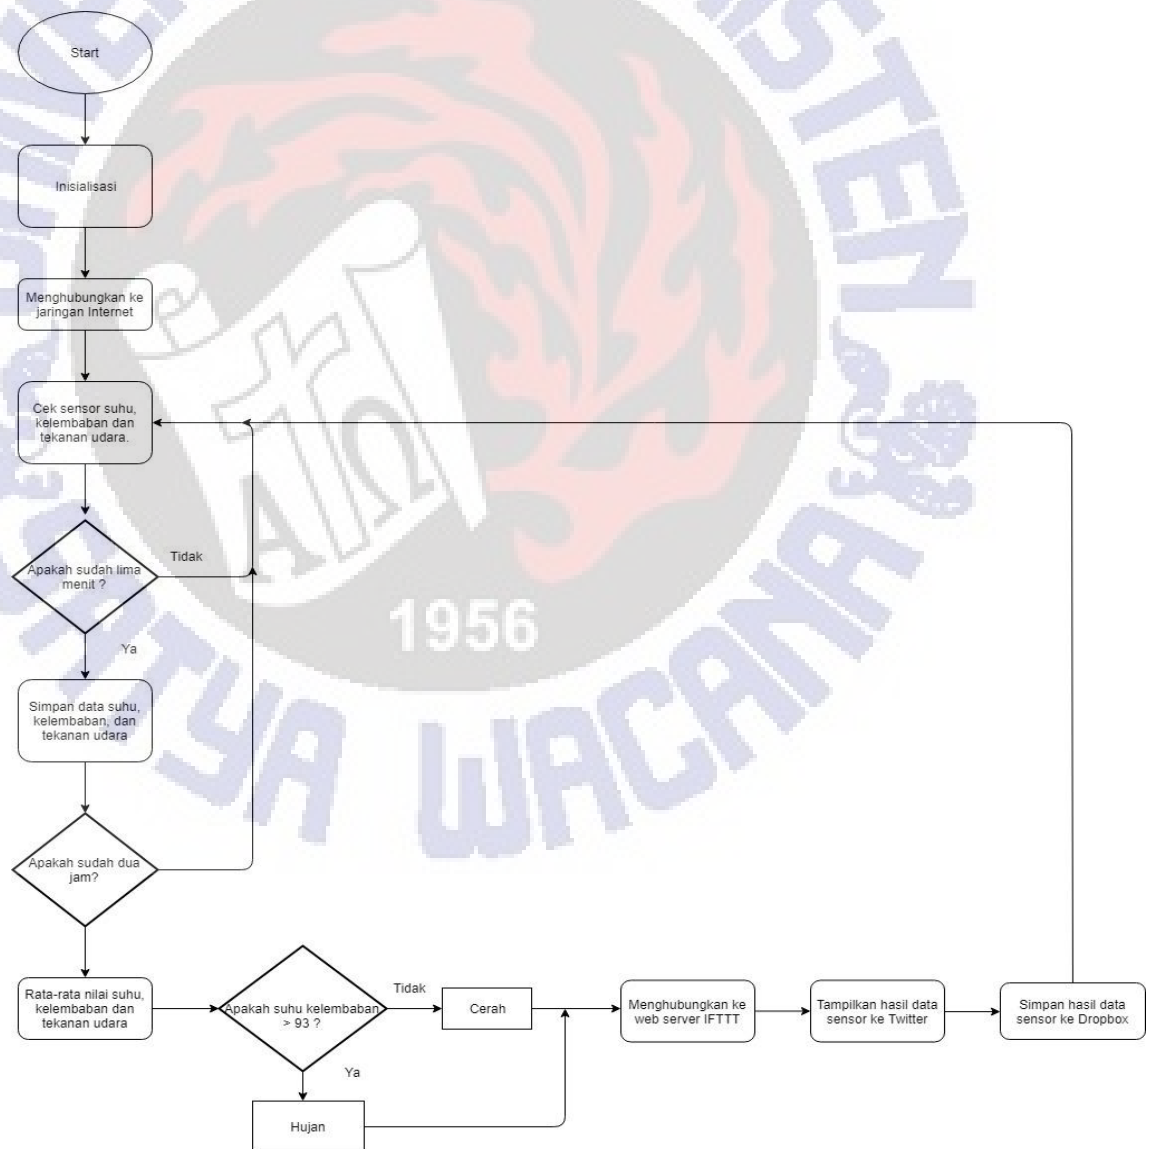 Start
Inisialisasi
Menghubungkan ke
jaringan Internet
Cek sensor suhu,
kelembaban dan
tekanan udara.
Apakah sudah lima
menit ?
Tidak
Ya
Simpan data suhu,
kelembaban, dan
tekanan udara
Apakah sudah dua
jam?
Rata-rata nilai suhu,
kelembaban dan
tekanan udara
Apakah suhu kelembaban
> 93 ?
Tidak
Ya
Cerah
Hujan
Menghubungkan ke
web server IFTTT
Tampilkan hasil data
sensor ke Twitter
Simpan hasil data
sensor ke Dropbox
1956
SATYA WACANA